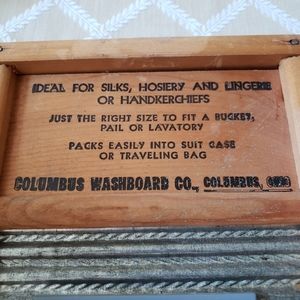 IDEAL FOR SILKS, HOSIERY AND LINGERIE
OR HANDKERCHIEFS
JUST THE RIGHT SIZE TO FIT A BUCKET,
PAIL OR LAVATORY
PACKS EASILY INTO SUIT CASE
OR TRAVELING BAG
COLUMBUS WASHBOARD CO., COLUMBUS, OHIO